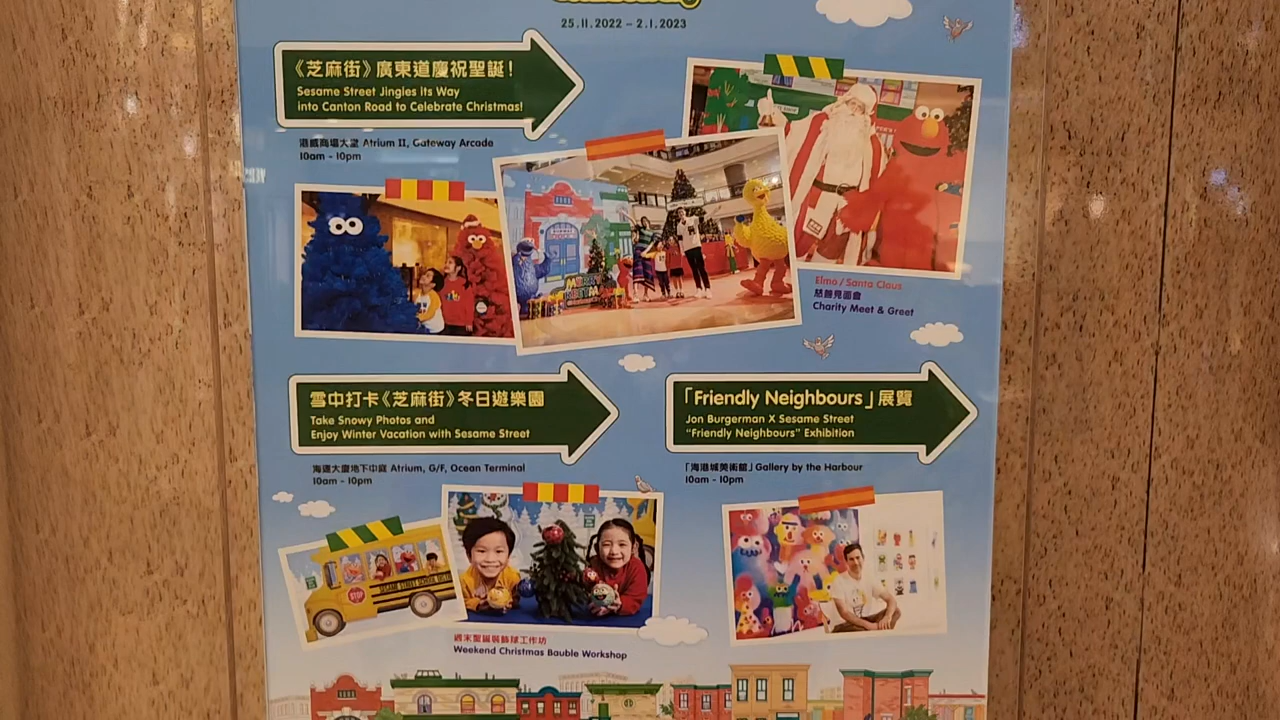 25.11.2022 – 2.1.2023
《芝麻街》廣東道慶祝聖誕！
Sesame Street Jingles its Way
into Canton Road to Celebrate Christmas!
港威商場大堂 Atrium II, Gateway Arcade
10am - 10pm
Elmo / Santa Claus
慈善見面會
Charity Meet & Greet
雪中打卡《芝麻街》冬日遊樂園
Take Snowy Photos and
Enjoy Winter Vacation with Sesame Street
海運大廈地下中庭 Atrium, G/F, Ocean Terminal
10am - 10pm
「Friendly Neighbours」展覽
Jon Burgerman X Sesame Street
“Friendly Neighbours” Exhibition
「海港城美術館」Gallery by the Harbour
10am - 10pm
STOP
週末聖誕裝飾球工作坊
Weekend Christmas Bauble Workshop